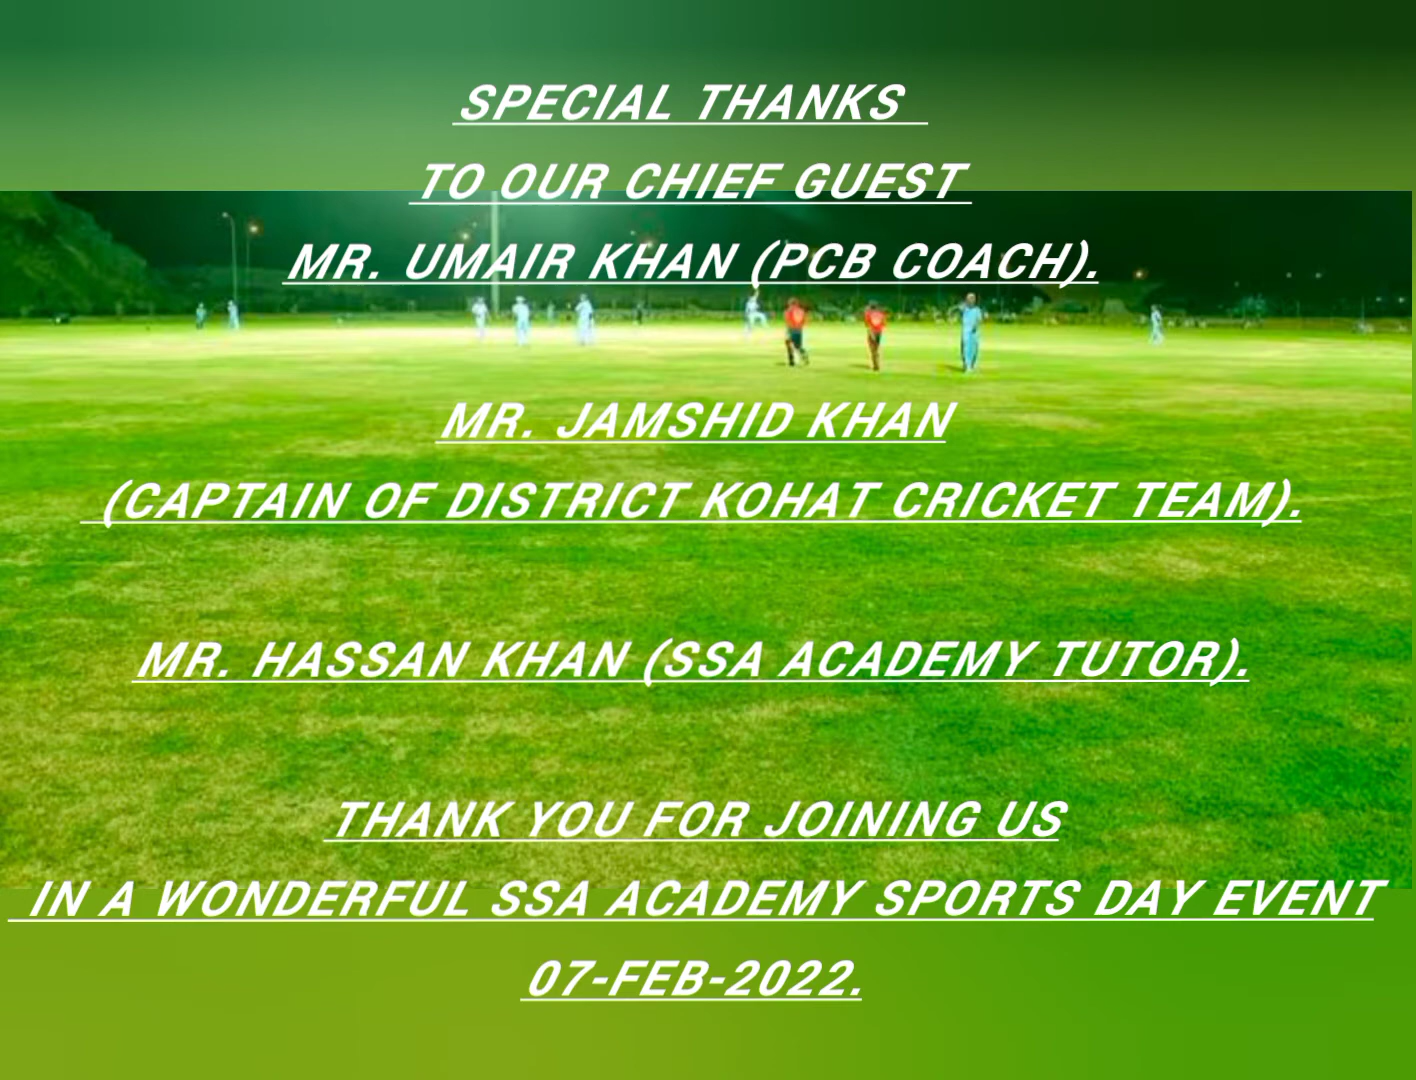 SPECIAL THANKS
TO OUR CHIEF GUEST
MR. UMAIR KHAN (PCB COACH).
MR. JAMSHID KHAN
(CAPTAIN OF DISTRICT KOHAT CRICKET TEAM).
MR. HASSAN KHAN (SSA ACADEMY TUTOR).
THANK YOU FOR JOINING US
IN A WONDERFUL SSA ACADEMY SPORTS DAY EVENT
07-FEB-2022.